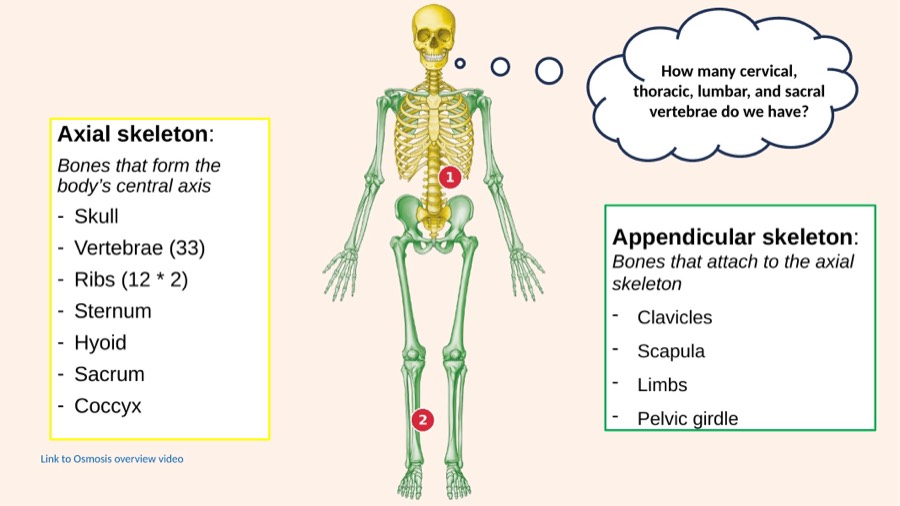 How many cervical,
thoracic, lumbar, and sacral
vertebrae do we have?
Axial skeleton:
Bones that form the
body's central axis
- Skull
- Vertebrae (33)
- Ribs (12 * 2)
- Sternum
- Hyoid
- Sacrum
- Coccyx
Link to Osmosis overview video
1
2
Appendicular skeleton:
Bones that attach to the axial
skeleton
- Clavicles
- Scapula
- Limbs
- Pelvic girdle